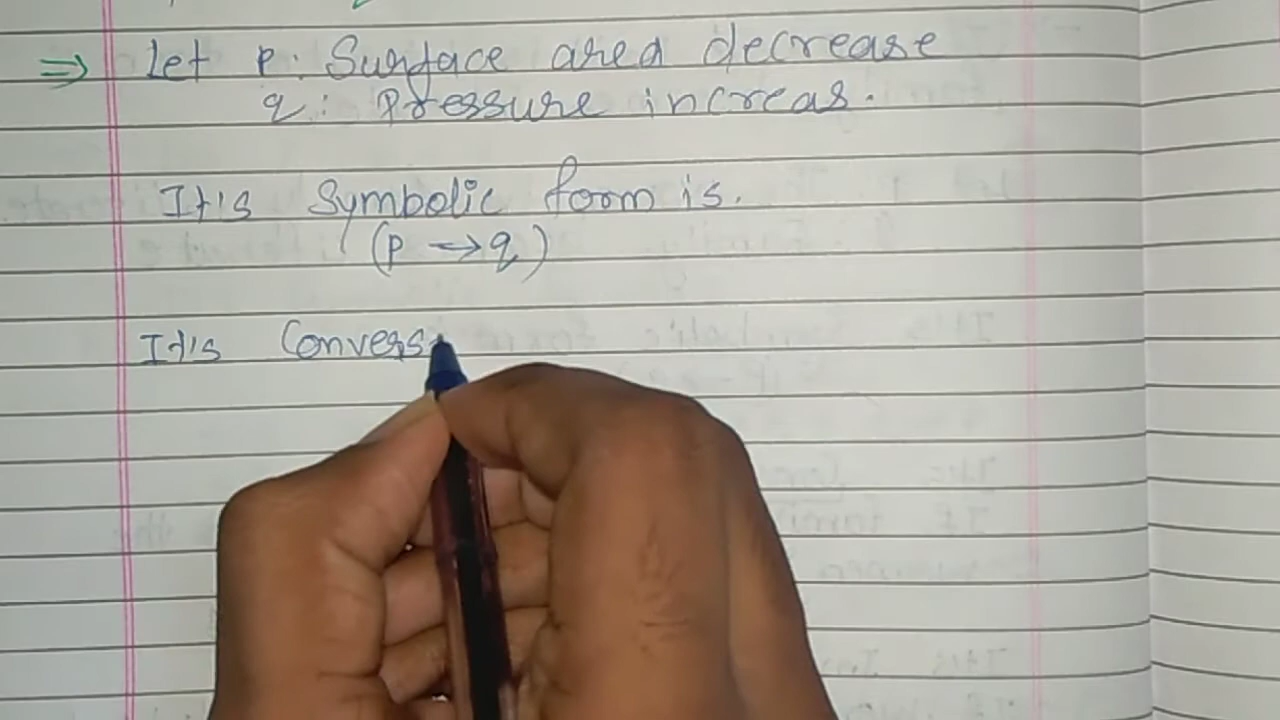 ⇒ Let p: Surface area decrease
q: Pressure increas.
It's Symbolic form is.
(p → q)
It's Convers